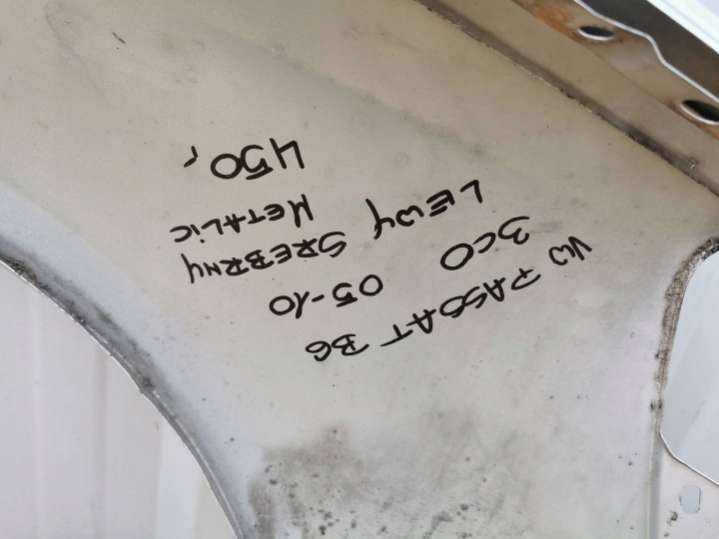 VW PASSAT B6
3C0 05-10
LEWY SREBRNY
METALIC
450,